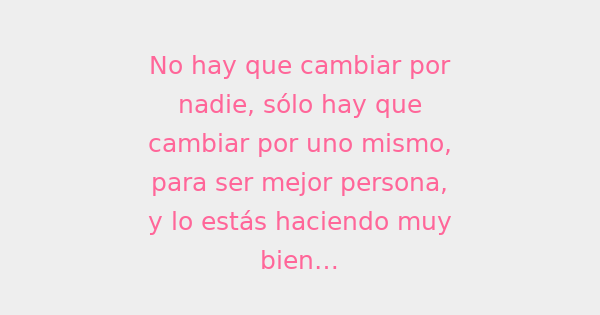 No hay que cambiar por
nadie, sólo hay que
cambiar por uno mismo,
para ser mejor persona,
y lo estás haciendo muy
bien...